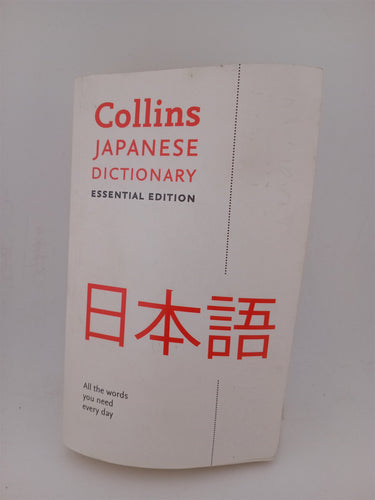 Collins
JAPANESE
DICTIONARY
ESSENTIAL EDITION
日本語
All the words
you need
every day